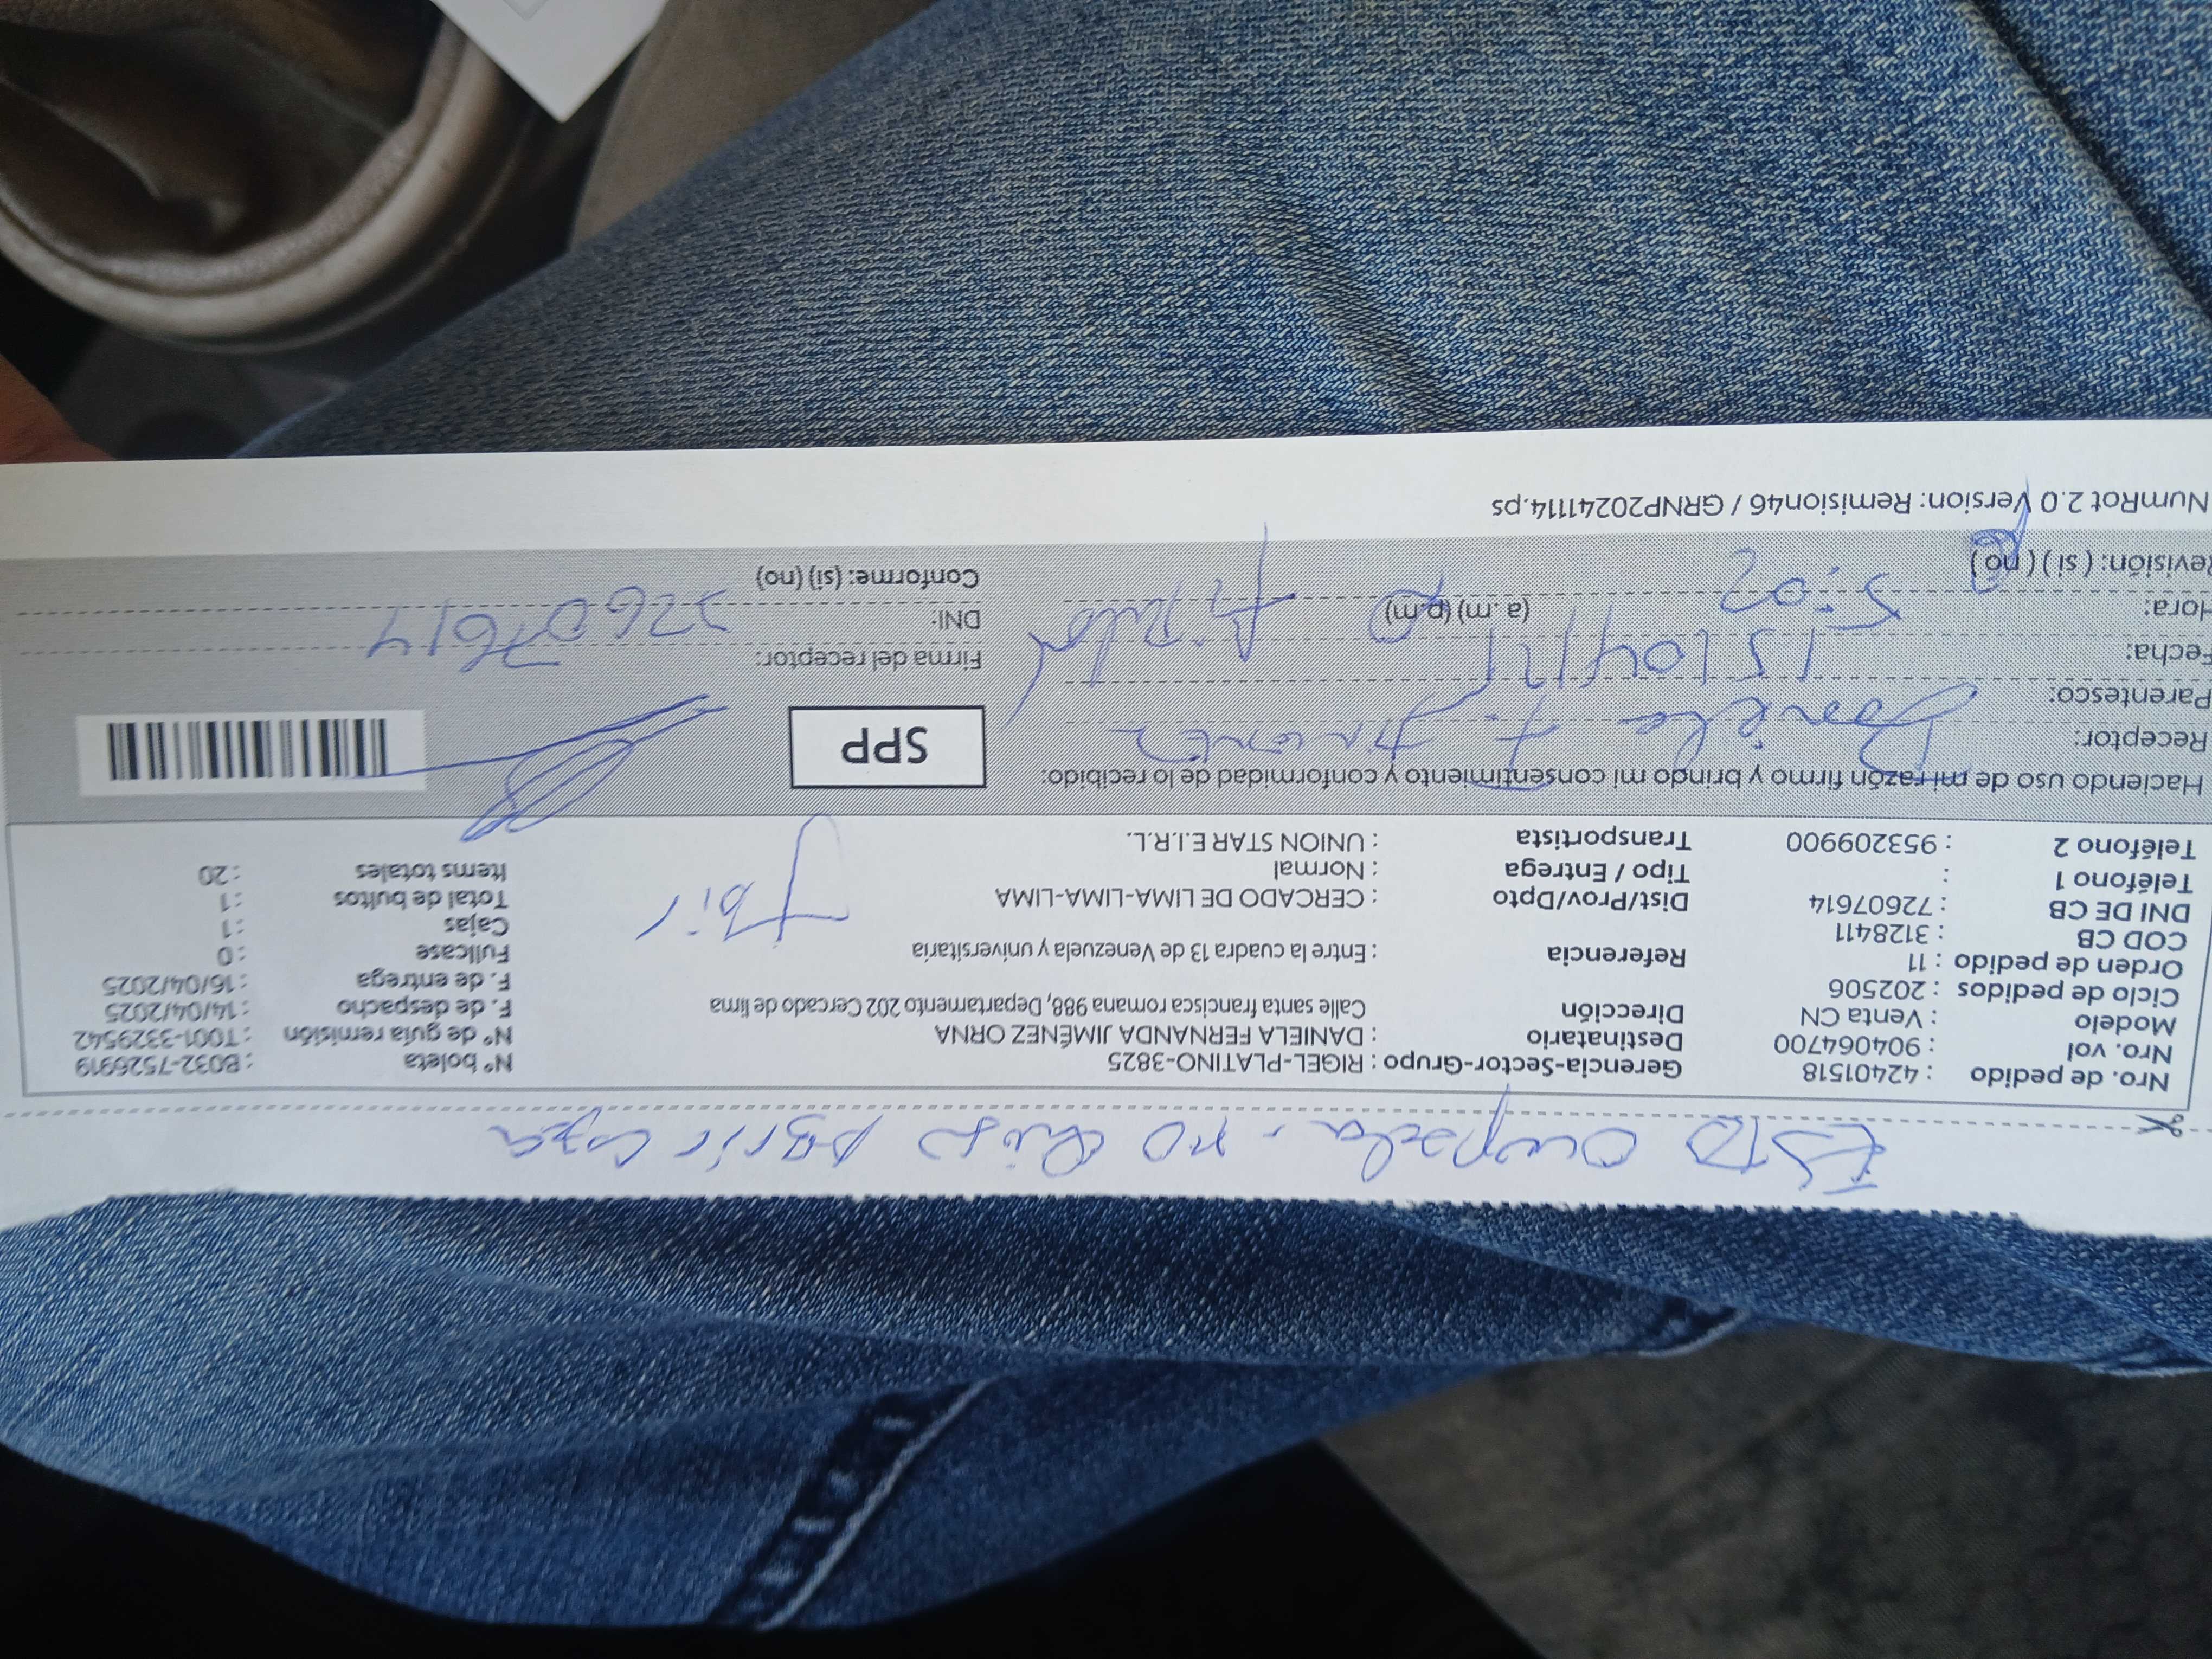 ESTA ocupada. no quiso abrir caja
Nro. de pedido : 42401518
Nro. vol : 904064700
Modelo : Venta CN
Ciclo de pedidos : 202506
Orden de pedido : 11
COD CB : 3128411
DNI DE CB : 72607614
Teléfono 1 :
Teléfono 2 : 953209900
Gerencia-Sector-Grupo : RIGEL-PLATINO-3825
Destinatario : DANIELA FERNANDA JIMÉNEZ ORNA
Dirección Calle santa francisca romana 988, Departamento 202 Cercado de lima
Referencia : Entre la cuadra 13 de Venezuela y universitaria
Dist/Prov/Dpto : CERCADO DE LIMA-LIMA-LIMA
Tipo / Entrega : Normal
Transportista : UNION STAR E.I.R.L.
N° boleta : B032-7526919
N° de guía remisión : T001-3329542
F. de despacho : 14/04/2025
F. de entrega : 16/04/2025
Fullcase : 0
Cajas : 1
Total de bultos : 1
Items totales : 20
Haciendo uso de mi razón firmo y brindo mi consentimiento y conformidad de lo recibido:
Receptor: Daniela F. Jimenez
Parentesco:
Fecha: 15/04/
Hora: 5:02 (a. m) (p.m)
Revisión: (si) (no)
SPP
Firma del receptor:
DNI: 72607614
Conforme: (si) (no)
NumRot 2.0 Version: Remision46 / GRNP20241114.ps